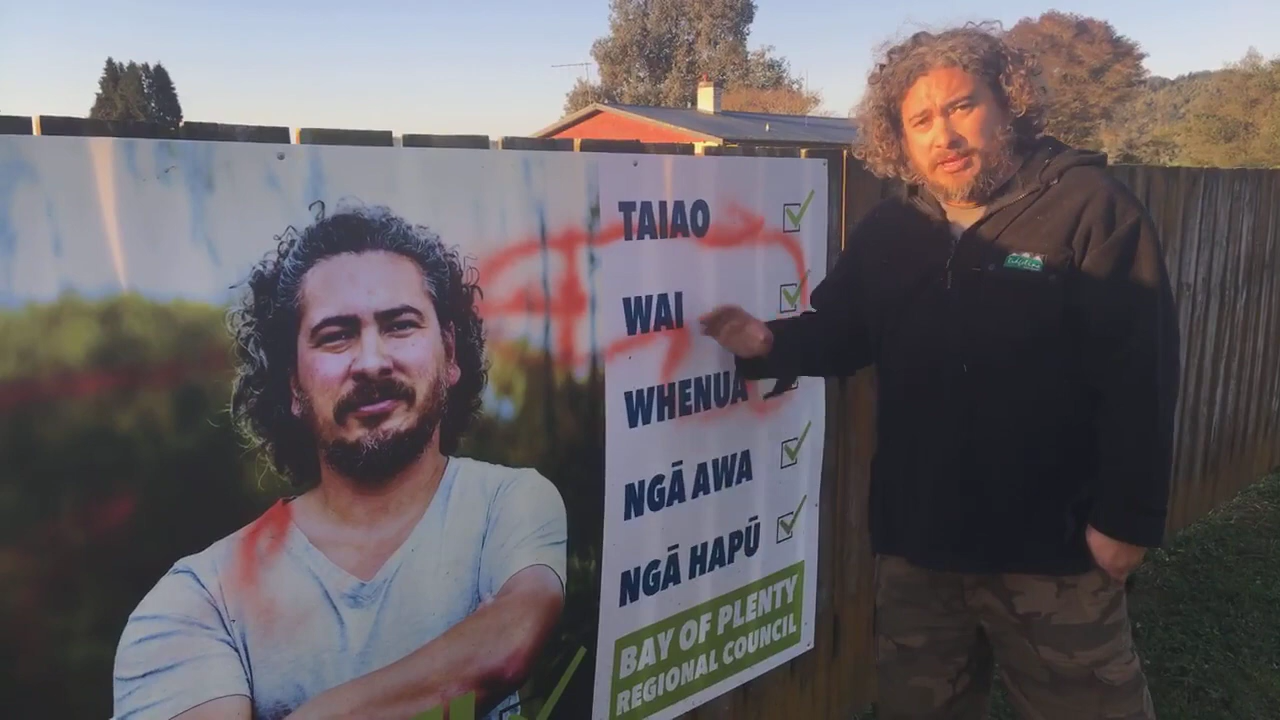 TAIAO
WAI
WHENUA
NGĀ AWA
NGĀ HAPŪ
BAY OF PLENTY
REGIONAL COUNCIL